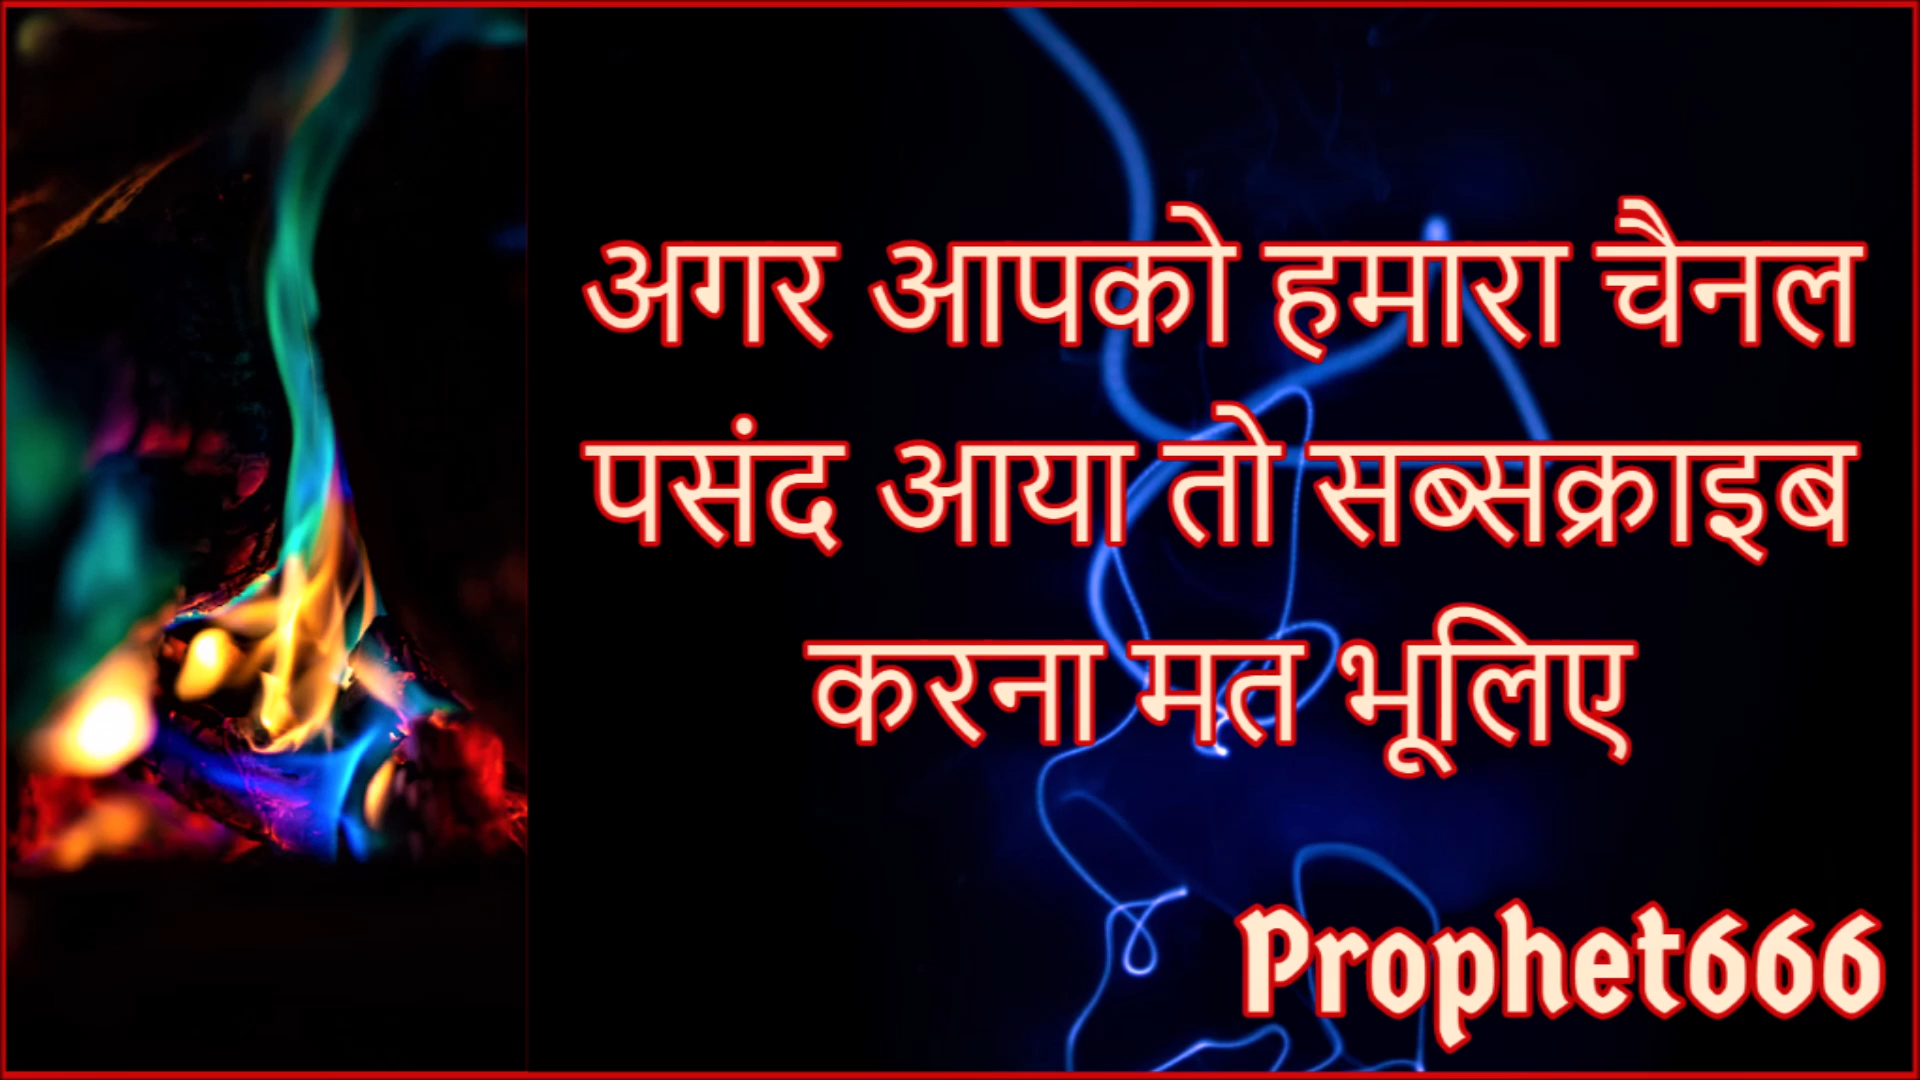 अगर आपको हमारा चैनल
पसंद आया तो सब्सक्राइब
करना मत भूलिए
Prophet666